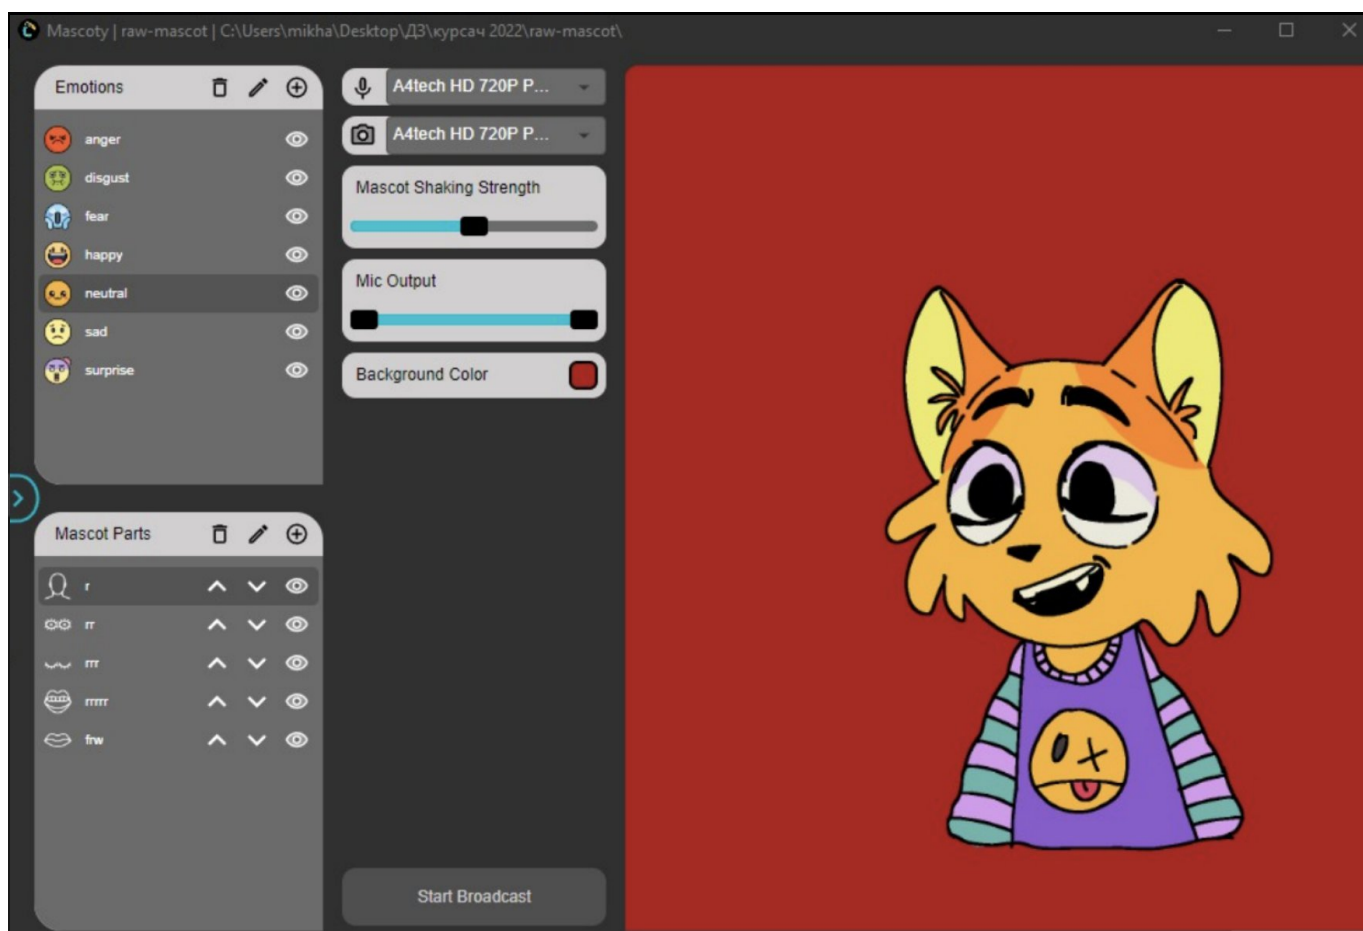 Mascoty | raw-mascot | C:\Users\mikha\Desktop\ДЗ\курсач 2022\raw-mascot\
Emotions
anger
disgust
fear
happy
neutral
sad
surprise
Mascot Parts
r
rr
rrr
rrrrr
frw
A4tech HD 720P P...
A4tech HD 720P P...
Mascot Shaking Strength
Mic Output
Background Color
Start Broadcast